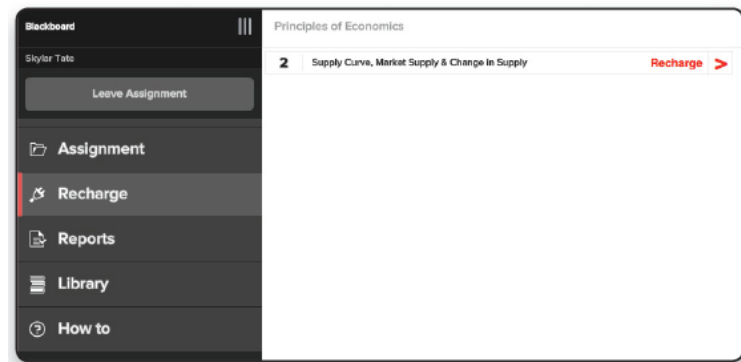 Blackboard
Skylar Tate
Leave Assignment
Assignment
Recharge
Reports
Library
How to
Principles of Economics
2 Supply Curve, Market Supply & Change in Supply Recharge >